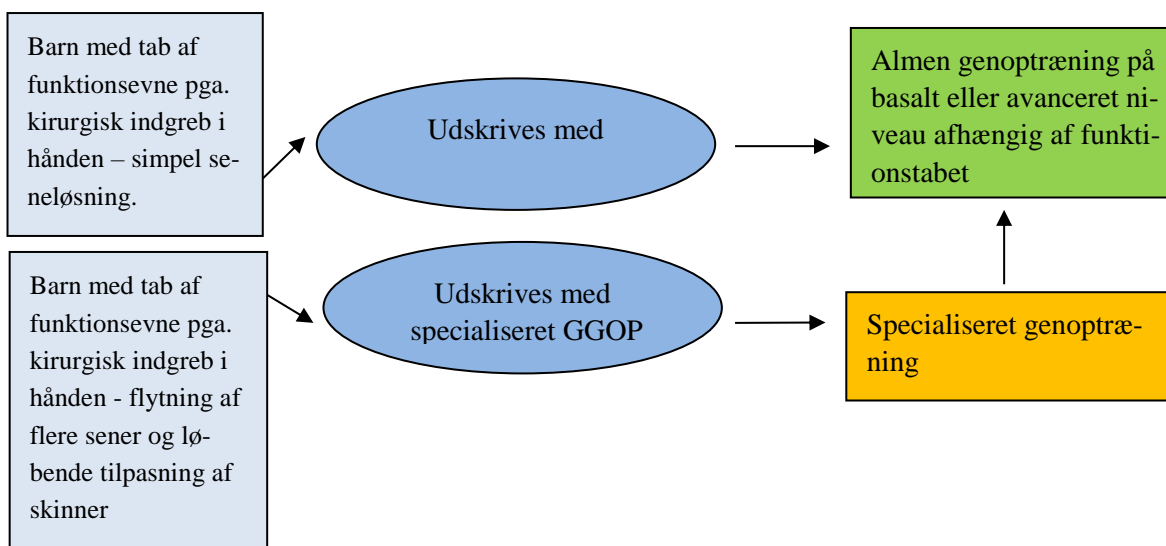 Barn med tab af
funktionsevne pga.
kirurgisk indgreb i
hånden – simpel se-
neløsning.
Udskrives med
Almen genoptræning på
basalt eller avanceret ni-
veau afhængig af funkti-
onstabet
Barn med tab af
funktionsevne pga.
kirurgisk indgreb i
hånden - flytning af
flere sener og lø-
bende tilpasning af
skinner
Udskrives med
specialiseret GGOP
Specialiseret genoptræ-
ning